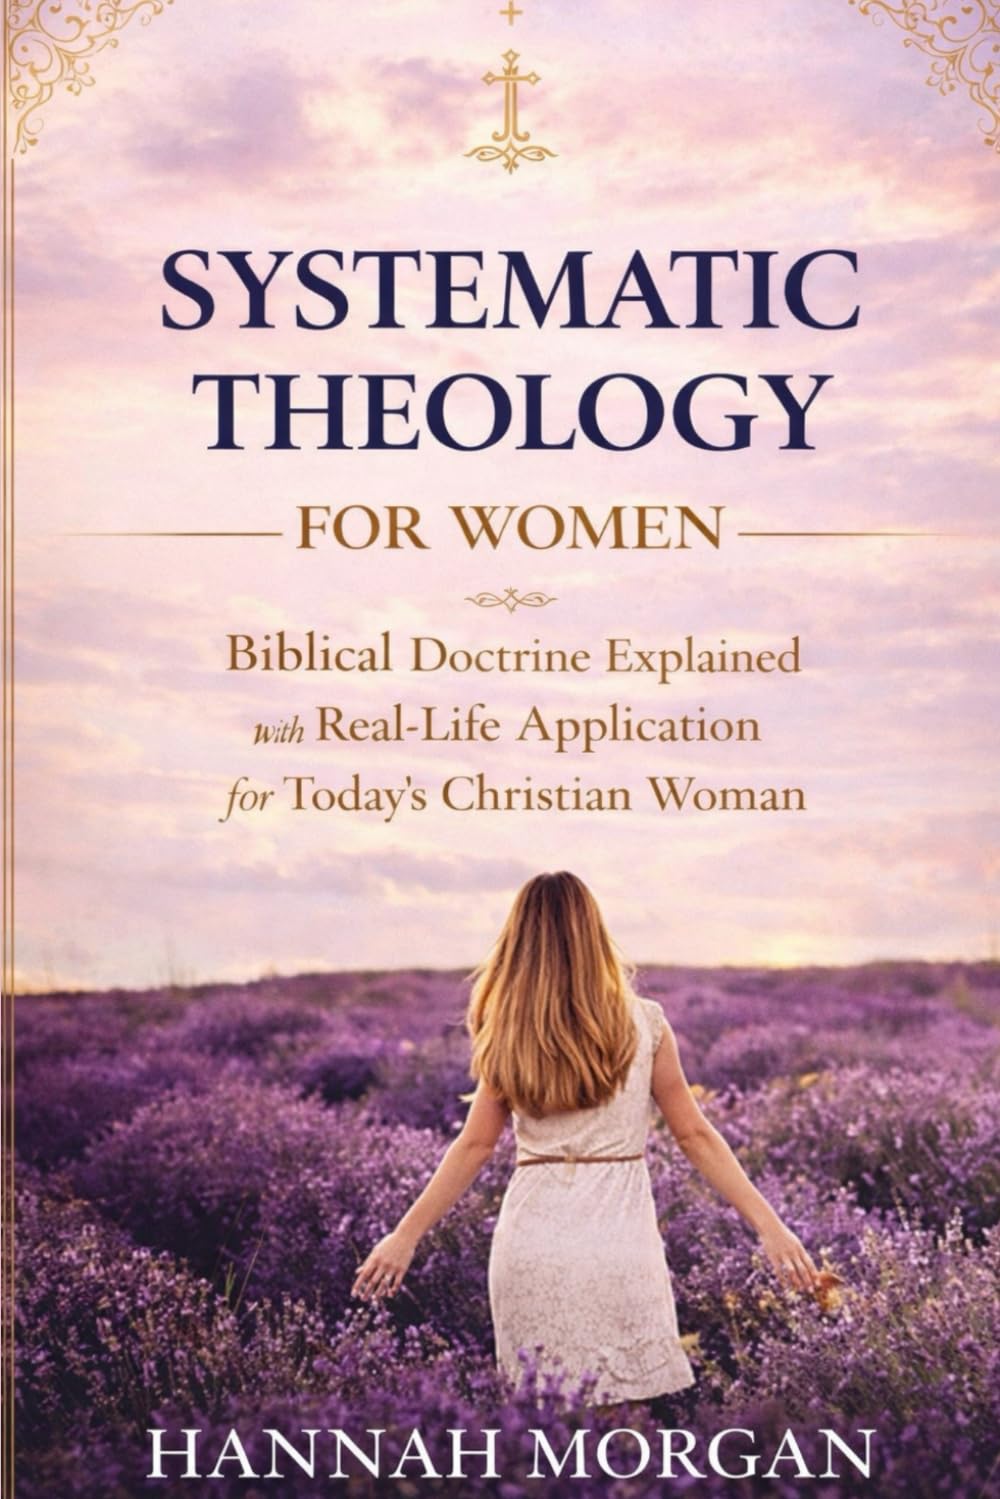 SYSTEMATIC
THEOLOGY
FOR WOMEN
Biblical Doctrine Explained
with Real-Life Application
for Today's Christian Woman
HANNAH MORGAN